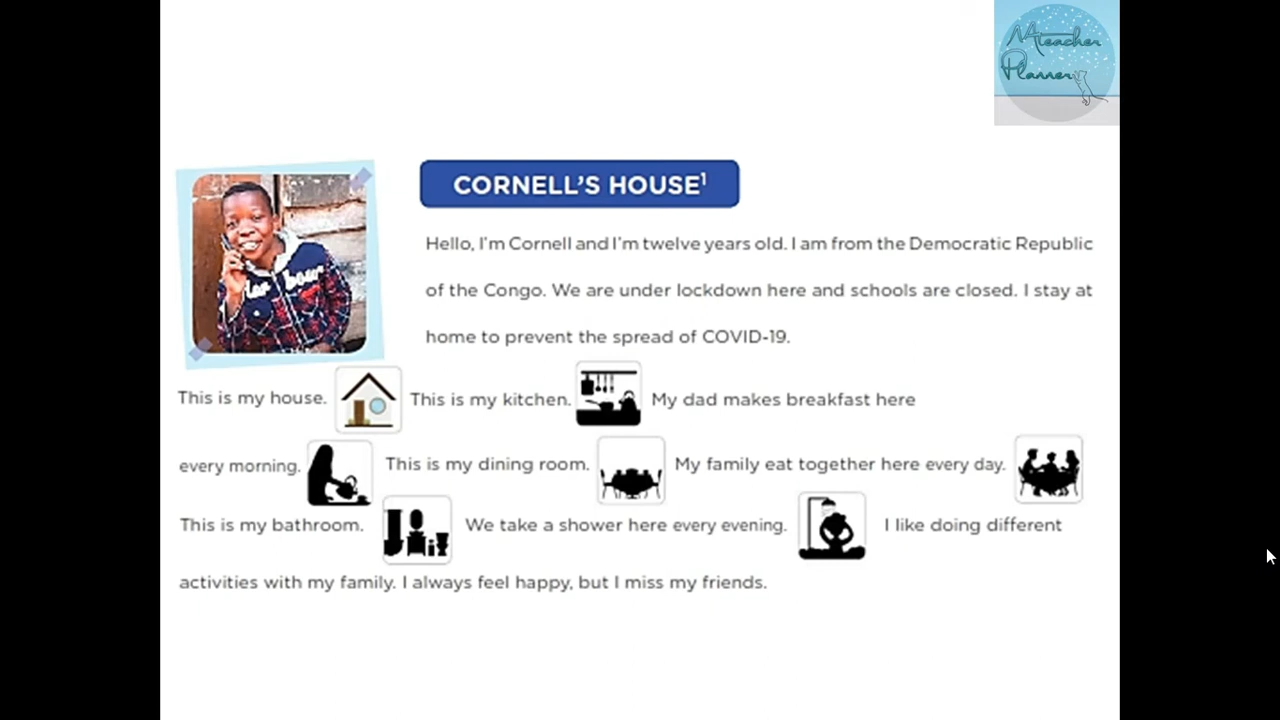 Mteacher
Planner
CORNELL'S HOUSE¹
Hello, I'm Cornell and I'm twelve years old. I am from the Democratic Republic
of the Congo. We are under lockdown here and schools are closed. I stay at
home to prevent the spread of COVID-19.
This is my house. This is my kitchen. My dad makes breakfast here
every morning. This is my dining room. My family eat together here every day.
This is my bathroom. We take a shower here every evening. I like doing different
activities with my family. I always feel happy, but I miss my friends.